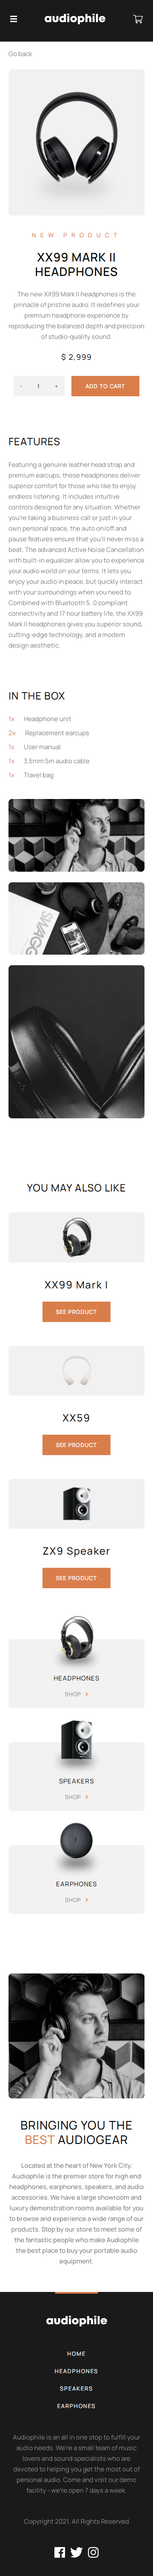 audiophile
Go back
NEW PRODUCT
XX99 MARK II
HEADPHONES
The new XX99 Mark II headphones is the
pinnacle of pristine audio. It redefines your
premium headphone experience by
reproducing the balanced depth and precision
of studio-quality sound.
$ 2,999
- 1 +
ADD TO CART
FEATURES
Featuring a genuine leather head strap and
premium earcups, these headphones deliver
superior comfort for those who like to enjoy
endless listening. It includes intuitive
controls designed for any situation. Whether
you're taking a business call or just in your
own personal space, the auto on/off and
pause features ensure that you'll never miss a
beat. The advanced Active Noise Cancellation
with built-in equalizer allow you to experience
your audio world on your terms. It lets you
enjoy your audio in peace, but quickly interact
with your surroundings when you need to.
Combined with Bluetooth 5. 0 compliant
connectivity and 17 hour battery life, the XX99
Mark II headphones gives you superior sound,
cutting-edge technology, and a modern
design aesthetic.
IN THE BOX
1x Headphone unit
2x Replacement earcups
1x User manual
1x 3.5mm 5m audio cable
1x Travel bag
SWAGG
YOU MAY ALSO LIKE
XX99 Mark I
SEE PRODUCT
XX59
SEE PRODUCT
ZX9 Speaker
SEE PRODUCT
HEADPHONES
SHOP >
SPEAKERS
SHOP >
EARPHONES
SHOP >
BRINGING YOU THE
BEST AUDIOGEAR
Located at the heart of New York City,
Audiophile is the premier store for high end
headphones, earphones, speakers, and audio
accessories. We have a large showroom and
luxury demonstration rooms available for you
to browse and experience a wide range of our
products. Stop by our store to meet some of
the fantastic people who make Audiophile
the best place to buy your portable audio
equipment.
audiophile
HOME
HEADPHONES
SPEAKERS
EARPHONES
Audiophile is an all in one stop to fulfill your
audio needs. We're a small team of music
lovers and sound specialists who are
devoted to helping you get the most out of
personal audio. Come and visit our demo
facility - we're open 7 days a week.
Copyright 2021. All Rights Reserved